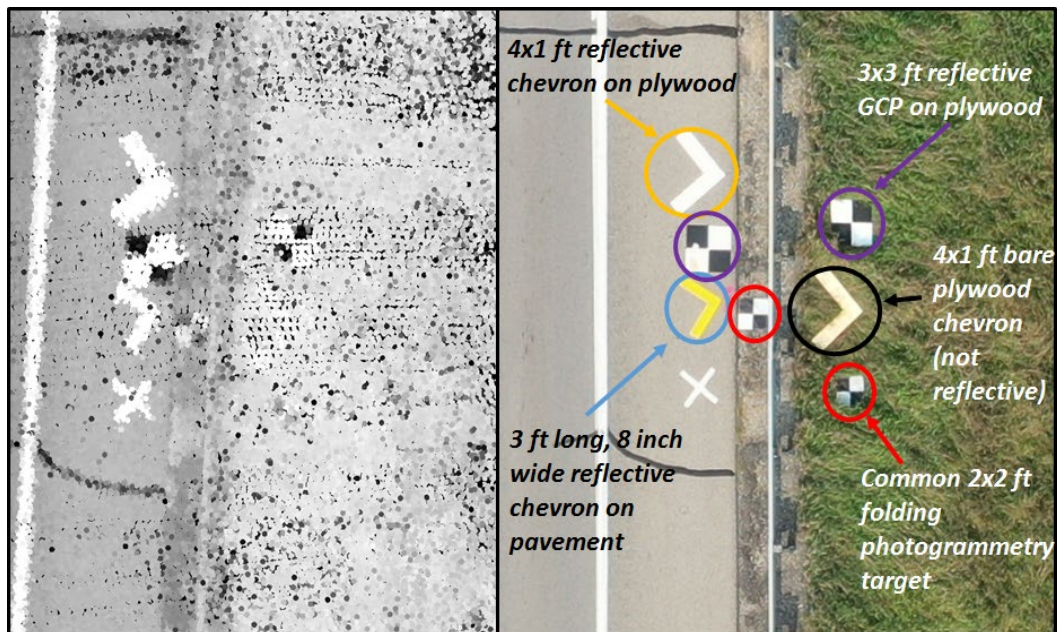 4x1 ft reflective
chevron on plywood
3x3 ft reflective
GCP on plywood
4x1 ft bare
plywood
chevron
(not
reflective)
3 ft long, 8 inch
wide reflective
chevron on
pavement
Common 2x2 ft
folding
photogrammetry
target